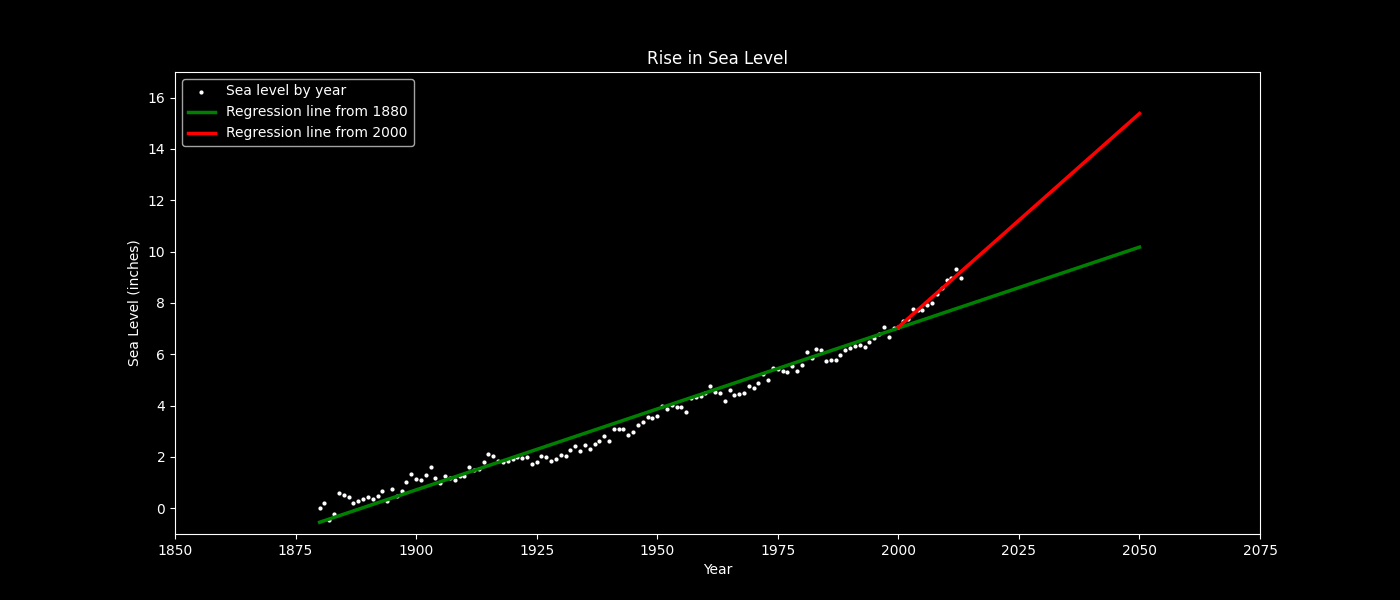 Rise in Sea Level
Sea level by year
Regression line from 1880
Regression line from 2000
16
14
12
10
8
6
4
2
0
Sea Level (inches)
1850 1875 1900 1925 1950 1975 2000 2025 2050 2075
Year